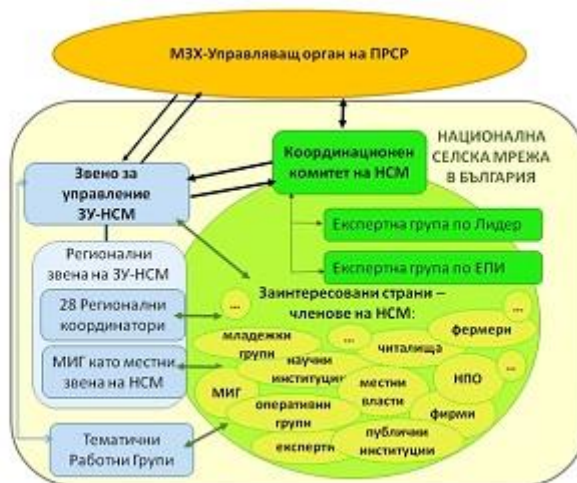 МЗХ-Управляващ орган на ПРСР
НАЦИОНАЛНА
СЕЛСКА МРЕЖА
В БЪЛГАРИЯ
Координационен
комитет на НСМ
Звено за
управление
ЗУ-НСМ
Експертна група по Лидер
Експертна група по ЕПИ
Регионални
звена на ЗУ-НСМ
28 Регионални
координатори
МИГ като местни
звена на НСМ
Тематични
Работни Групи
...
Заинтересовани страни –
членове на НСМ:
...
фермери
младежки
групи
...
читалища
научни
институции
...
НПО
местни
власти
МИГ
оперативни
групи
фирми
експерти
публични
институции